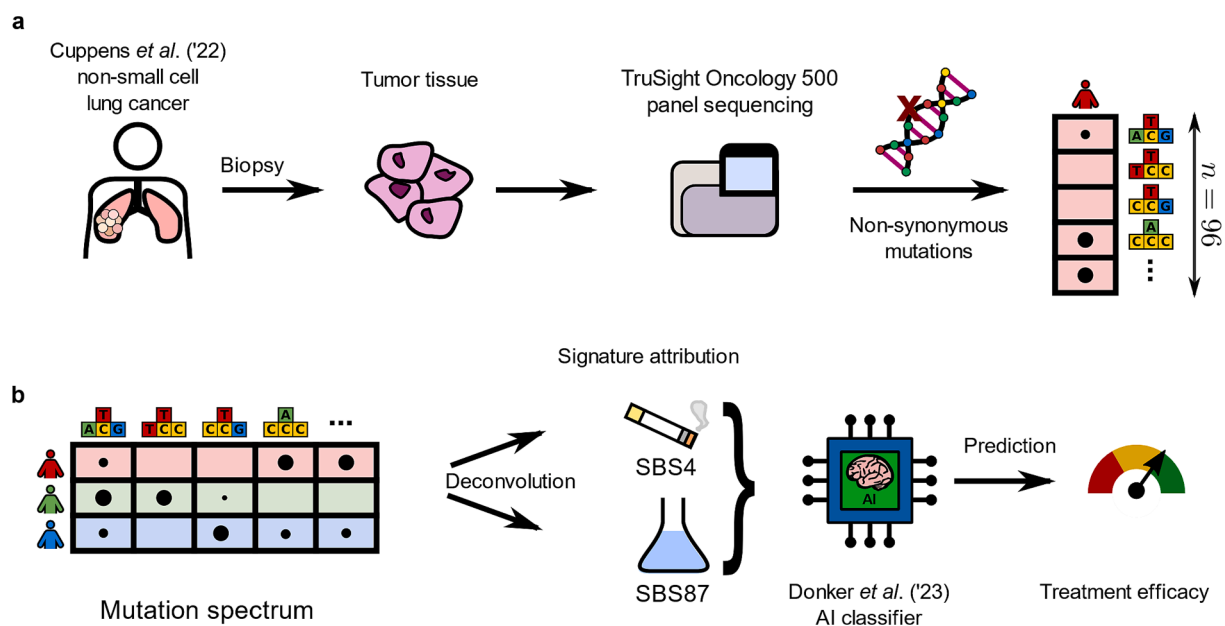 a
Cuppens et al. ('22)
non-small cell
lung cancer
Biopsy
Tumor tissue
TruSight Oncology 500
panel sequencing
X
Non-synonymous
mutations
T
A C G
T
T C C
T
C C G
A
C C C
...
n = 96
b
Signature attribution
T
A C G
T
T C C
T
C C G
A
C C C
...
Deconvolution
Mutation spectrum
SBS4
SBS87
AI
Donker et al. ('23)
AI classifier
Prediction
Treatment efficacy